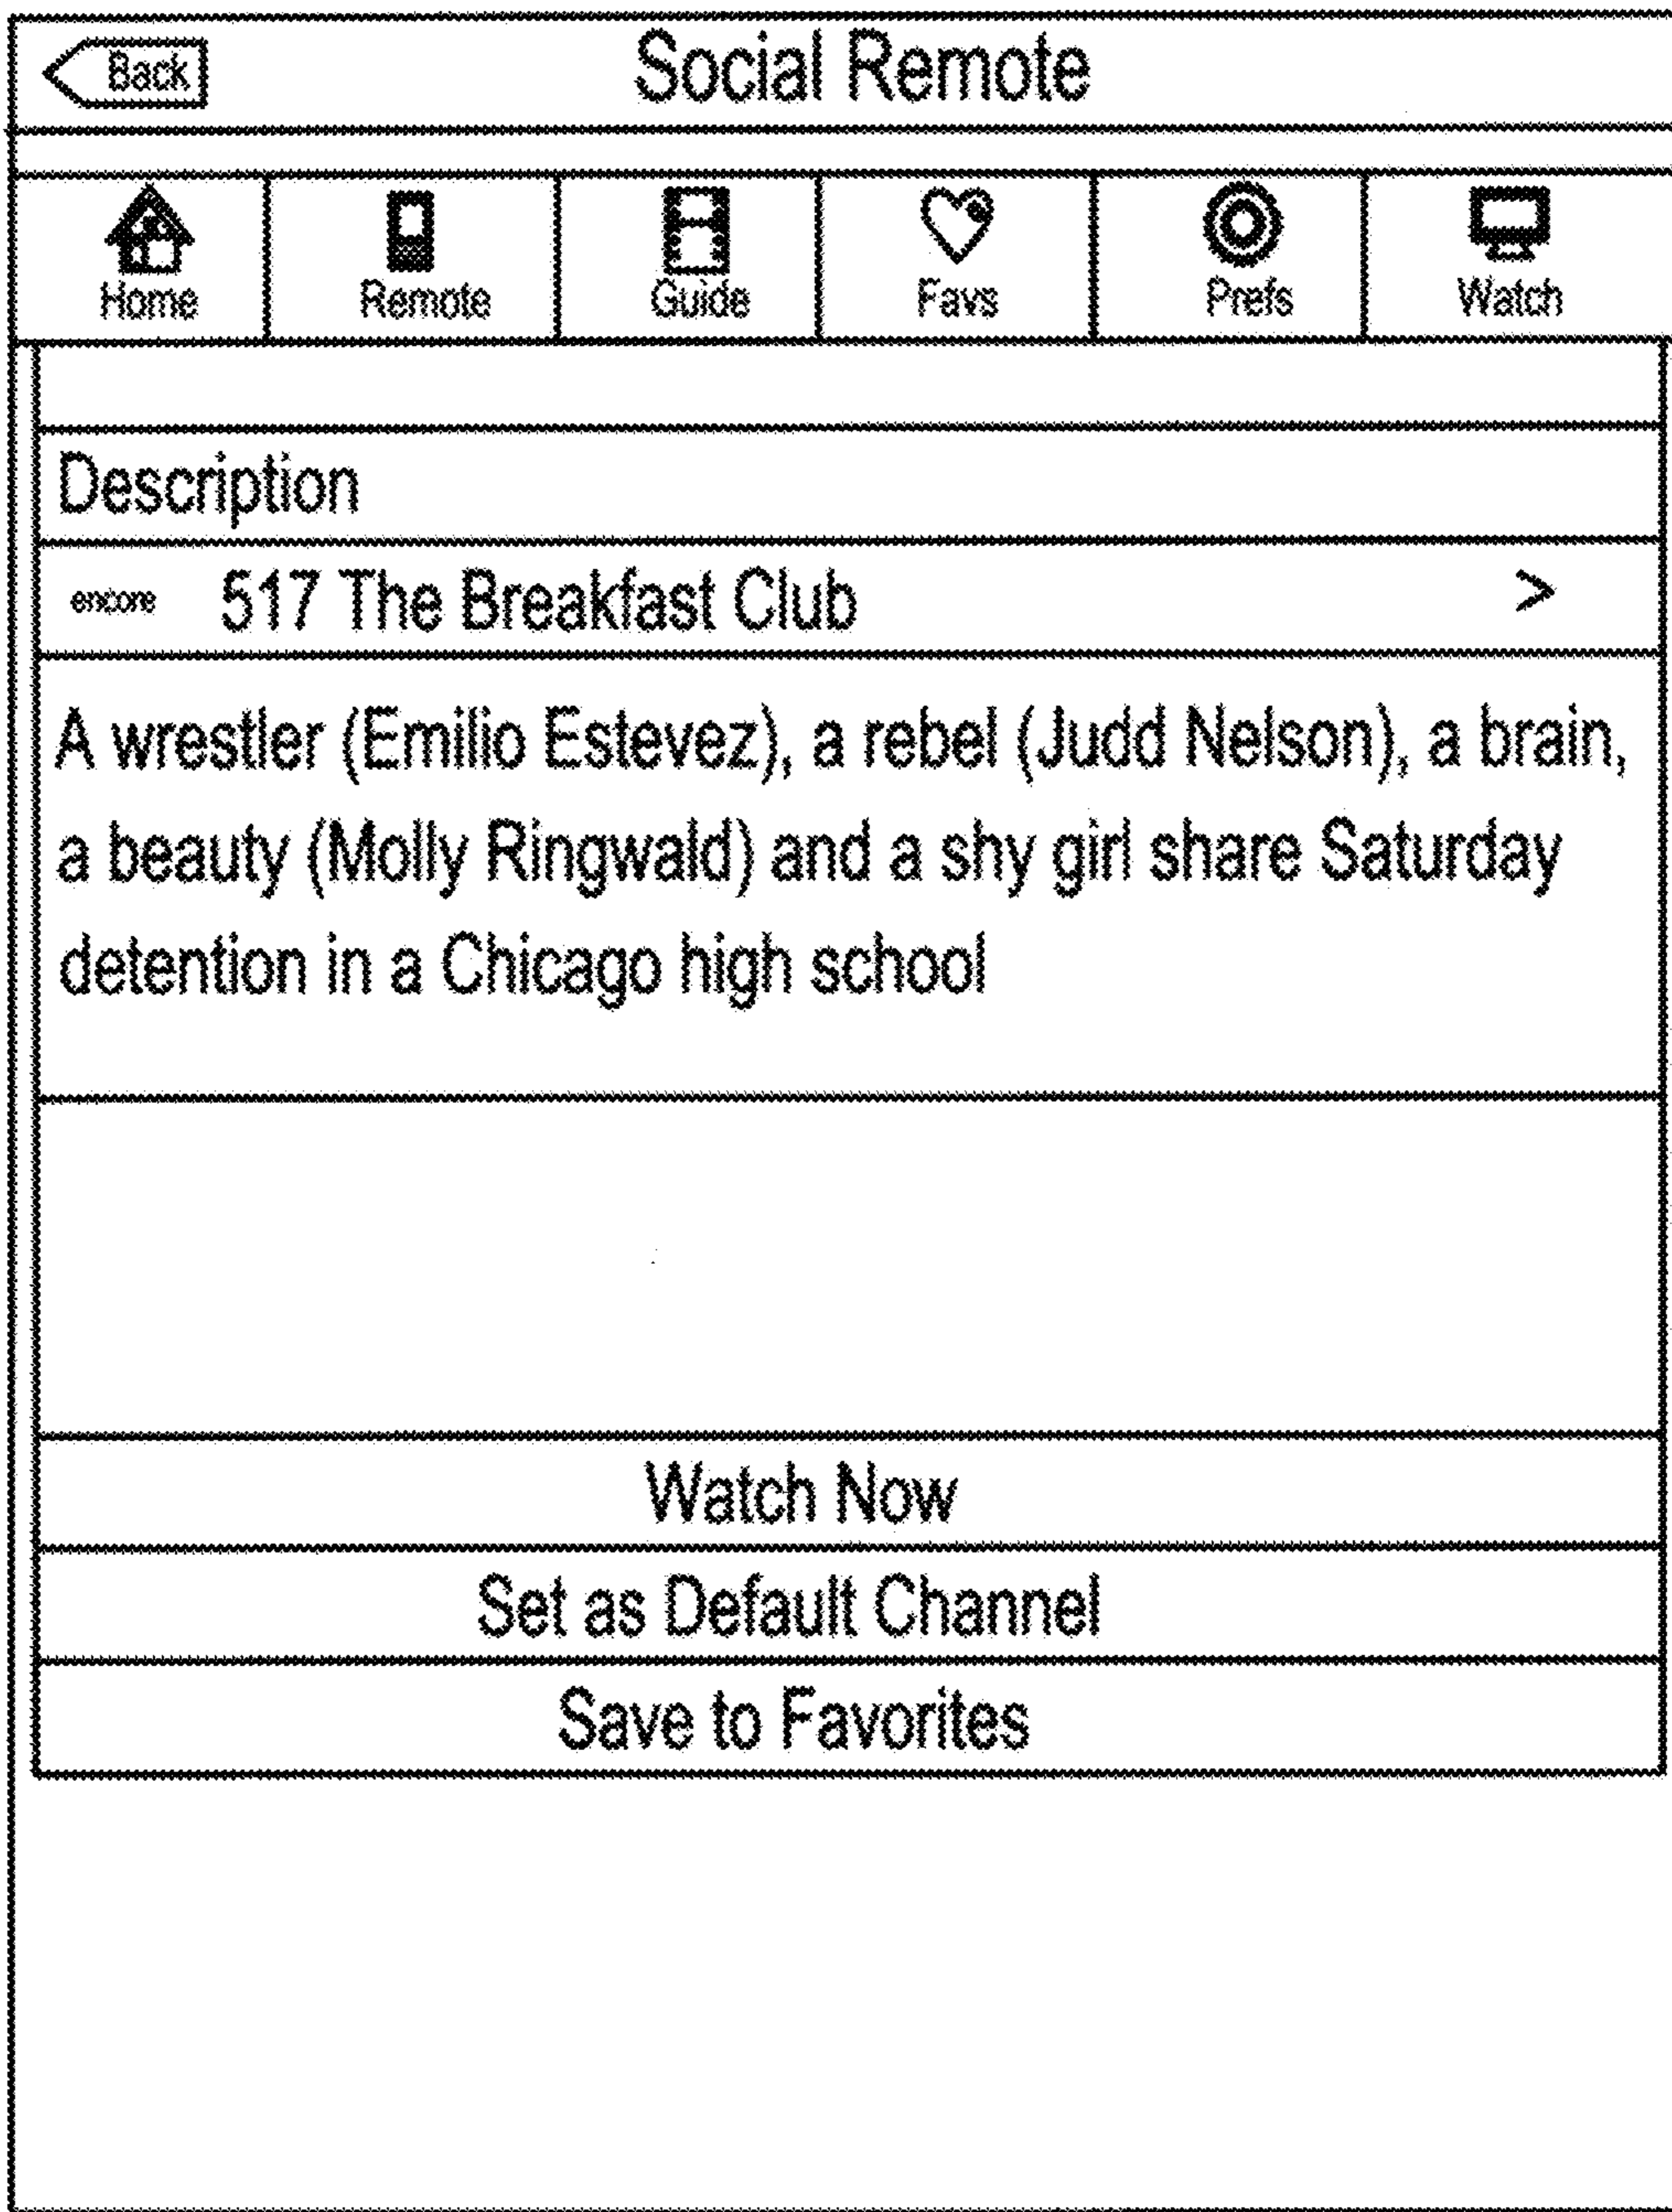 Back
Social Remote
Home Remote Guide Favs Prefs Watch
Description
encore 517 The Breakfast Club >
A wrestler (Emilio Estevez), a rebel (Judd Nelson), a brain,
a beauty (Molly Ringwald) and a shy girl share Saturday
detention in a Chicago high school
Watch Now
Set as Default Channel
Save to Favorites